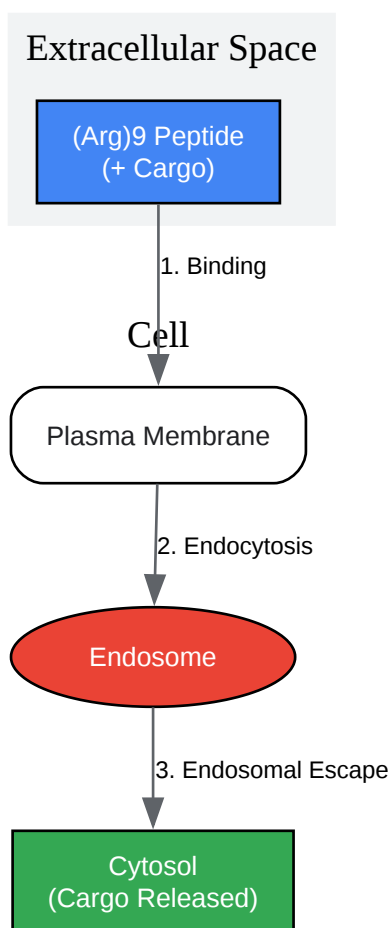 Extracellular Space
(Arg)9 Peptide
(+ Cargo)
1. Binding
Cell
Plasma Membrane
2. Endocytosis
Endosome
3. Endosomal Escape
Cytosol
(Cargo Released)